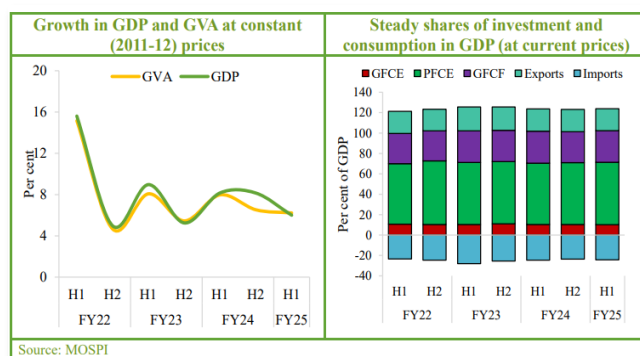 Growth in GDP and GVA at constant
(2011-12) prices
GVA GDP
Per cent
20
16
12
8
4
0
H1 H2 H1 H2 H1 H2 H1
FY22 FY23 FY24 FY25
Steady shares of investment and
consumption in GDP (at current prices)
GFCE PFCE GFCF Exports Imports
Per cent of GDP
140
120
100
80
60
40
20
0
-20
-40
H1 H2 H1 H2 H1 H2 H1
FY22 FY23 FY24 FY25
Source: MOSPI